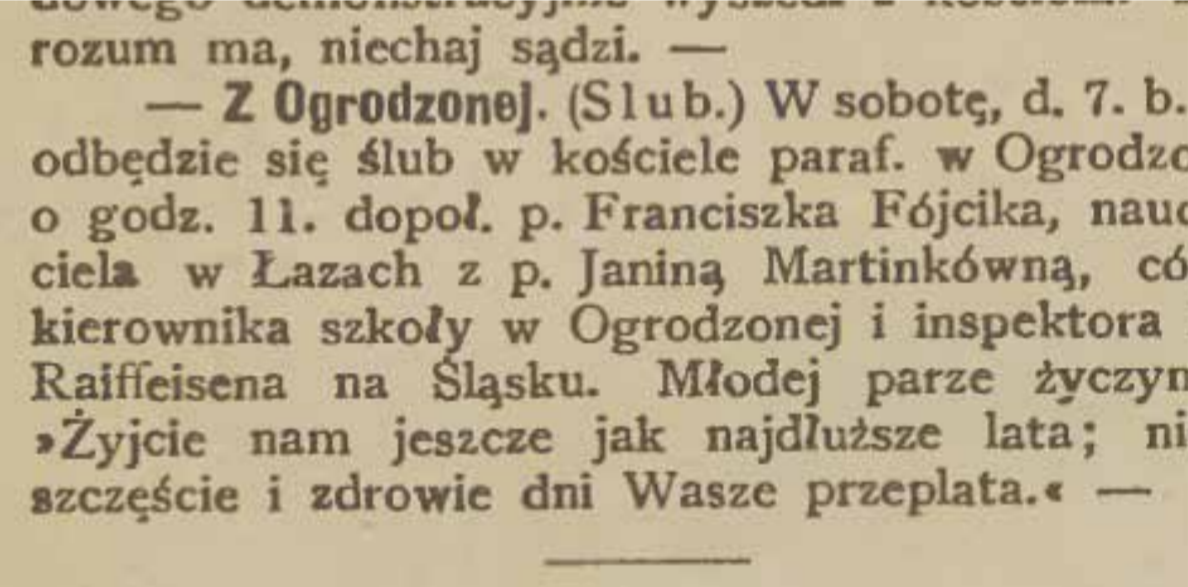 rozum ma, niechaj sądzi. —
— Z Ogrodzonej. (Slub.) W sobotę, d. 7. b.
odbędzie się ślub w kościele paraf. w Ogrodzo
o godz. 11. dopoł. p. Franciszka Fójcika, nauc
ciela w Łazach z p. Janiną Martinkówną, có
kierownika szkoły w Ogrodzonej i inspektora
Raiffeisena na Śląsku. Młodej parze życzym
»Żyjcie nam jeszcze jak najdłuższe lata; ni
szczęście i zdrowie dni Wasze przeplata.« —